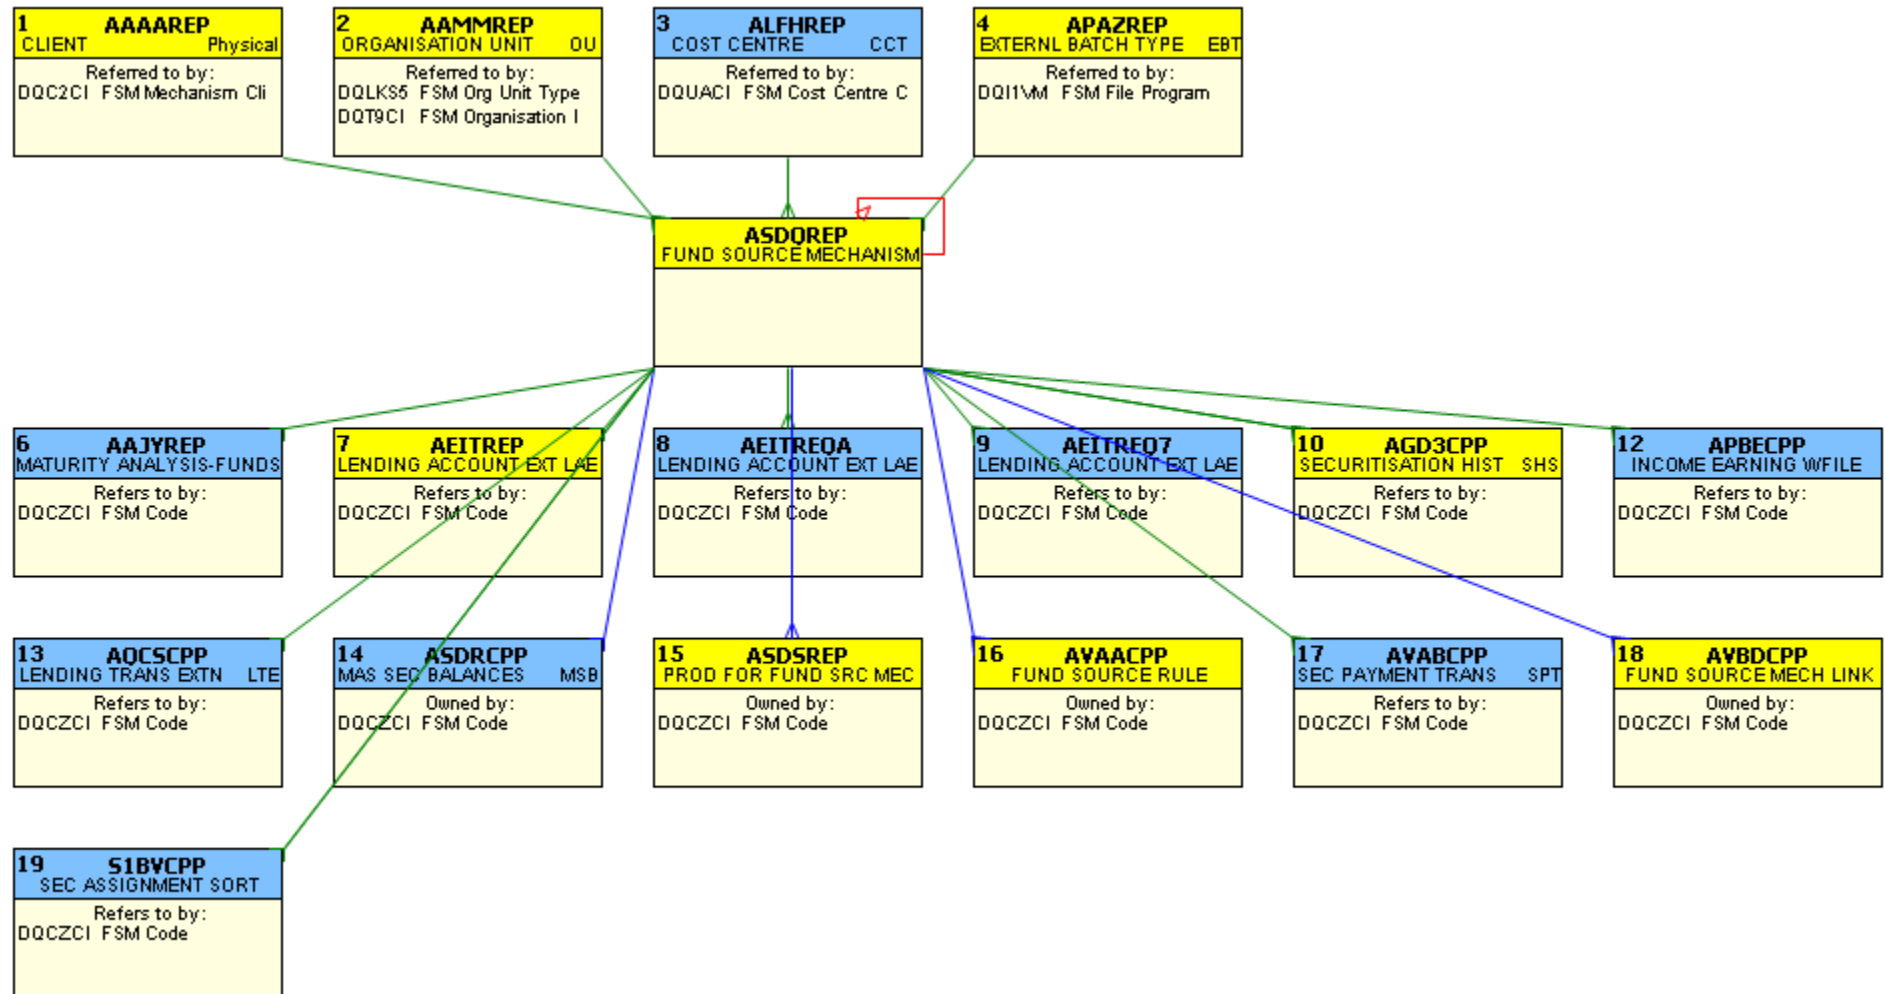 1 AAAAREP
CLIENT Physical
Referred to by:
DQC2CI FSM Mechanism Cli
2 AAMMREP
ORGANISATION UNIT OU
Referred to by:
DQLKS5 FSM Org Unit Type
DQT9CI FSM Organisation I
3 ALFHREP
COST CENTRE CCT
Referred to by:
DQUACI FSM Cost Centre C
4 APAZREP
EXTERNL BATCH TYPE EBT
Referred to by:
DQI1VM FSM File Program
ASDQREP
FUND SOURCE MECHANISM
6 AAJYREP
MATURITY ANALYSIS-FUNDS
Refers to by:
DQCZCI FSM Code
7 AEITREP
LENDING ACCOUNT EXT LAE
Refers to by:
DQCZCI FSM Code
8 AEITREQA
LENDING ACCOUNT EXT LAE
Refers to by:
DQCZCI FSM Code
9 AEITREQ7
LENDING ACCOUNT EXT LAE
Refers to by:
DQCZCI FSM Code
10 AGD3CPP
SECURITISATION HIST SHS
Refers to by:
DQCZCI FSM Code
12 APBECPP
INCOME EARNING WFILE
Refers to by:
DQCZCI FSM Code
13 AQCSCPP
LENDING TRANS EXTN LTE
Refers to by:
DQCZCI FSM Code
14 ASDRCPP
MAS SEC BALANCES MSB
Owned by:
DQCZCI FSM Code
15 ASDSREP
PROD FOR FUND SRC MEC
Owned by:
DQCZCI FSM Code
16 AVAACPP
FUND SOURCE RULE
Owned by:
DQCZCI FSM Code
17 AVABCPP
SEC PAYMENT TRANS SPT
Refers to by:
DQCZCI FSM Code
18 AVBDCPP
FUND SOURCE MECH LINK
Owned by:
DQCZCI FSM Code
19 S1BVCPP
SEC ASSIGNMENT SORT
Refers to by:
DQCZCI FSM Code